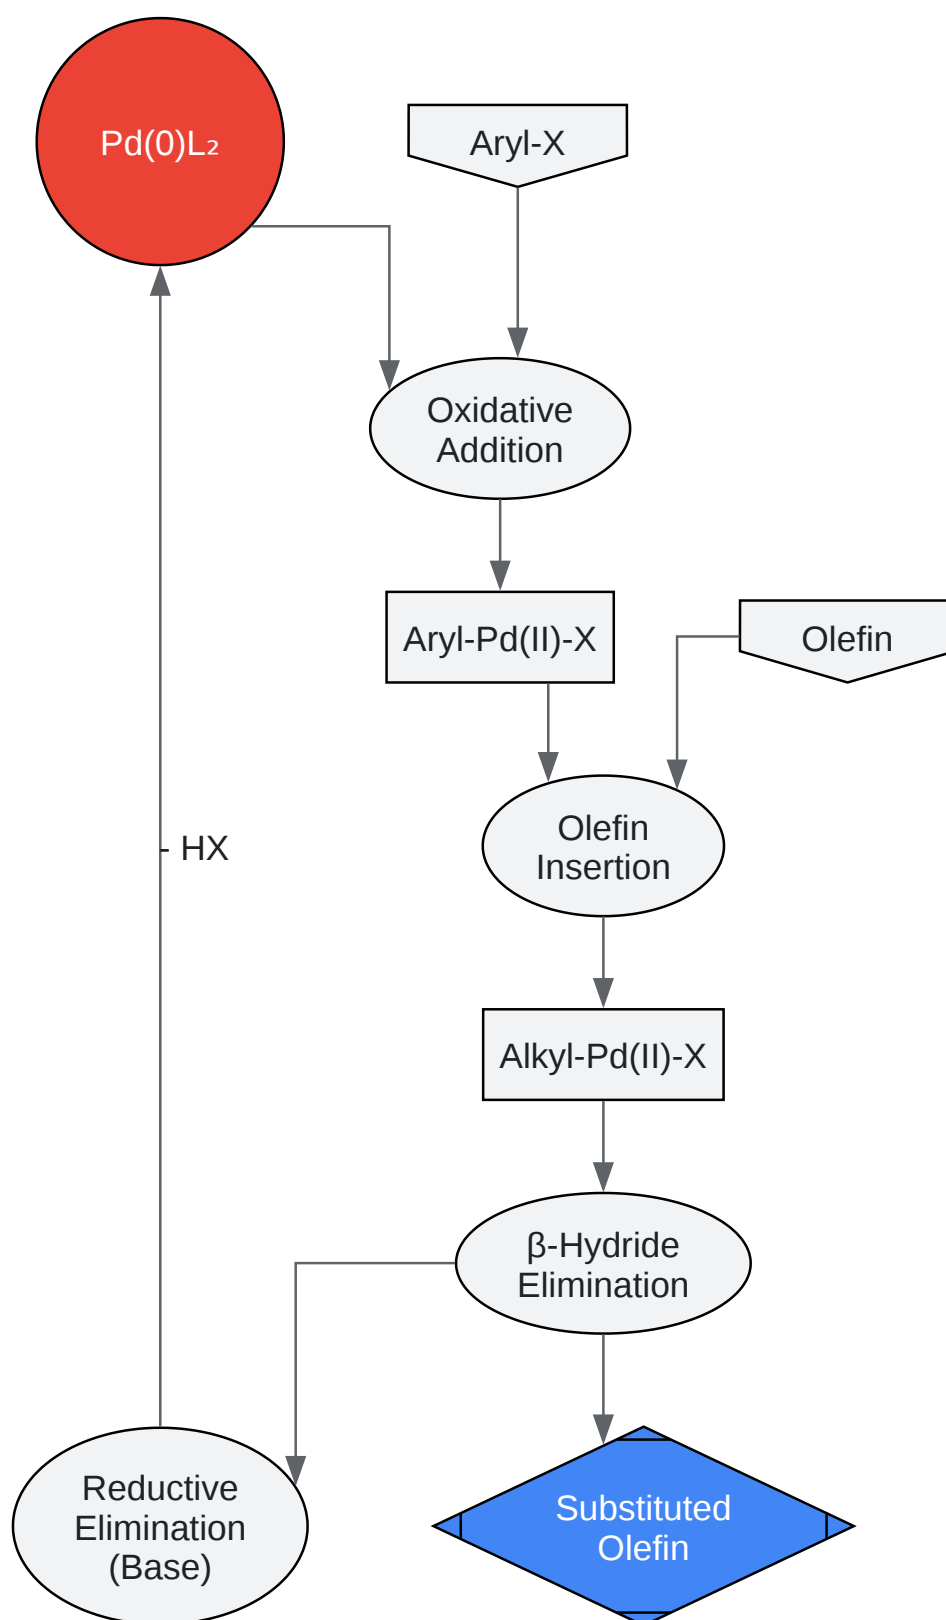 Pd(0)L₂
Aryl-X
Oxidative
Addition
Aryl-Pd(II)-X
Olefin
Olefin
Insertion
- HX
Alkyl-Pd(II)-X
β-Hydride
Elimination
Reductive
Elimination
(Base)
Substituted
Olefin